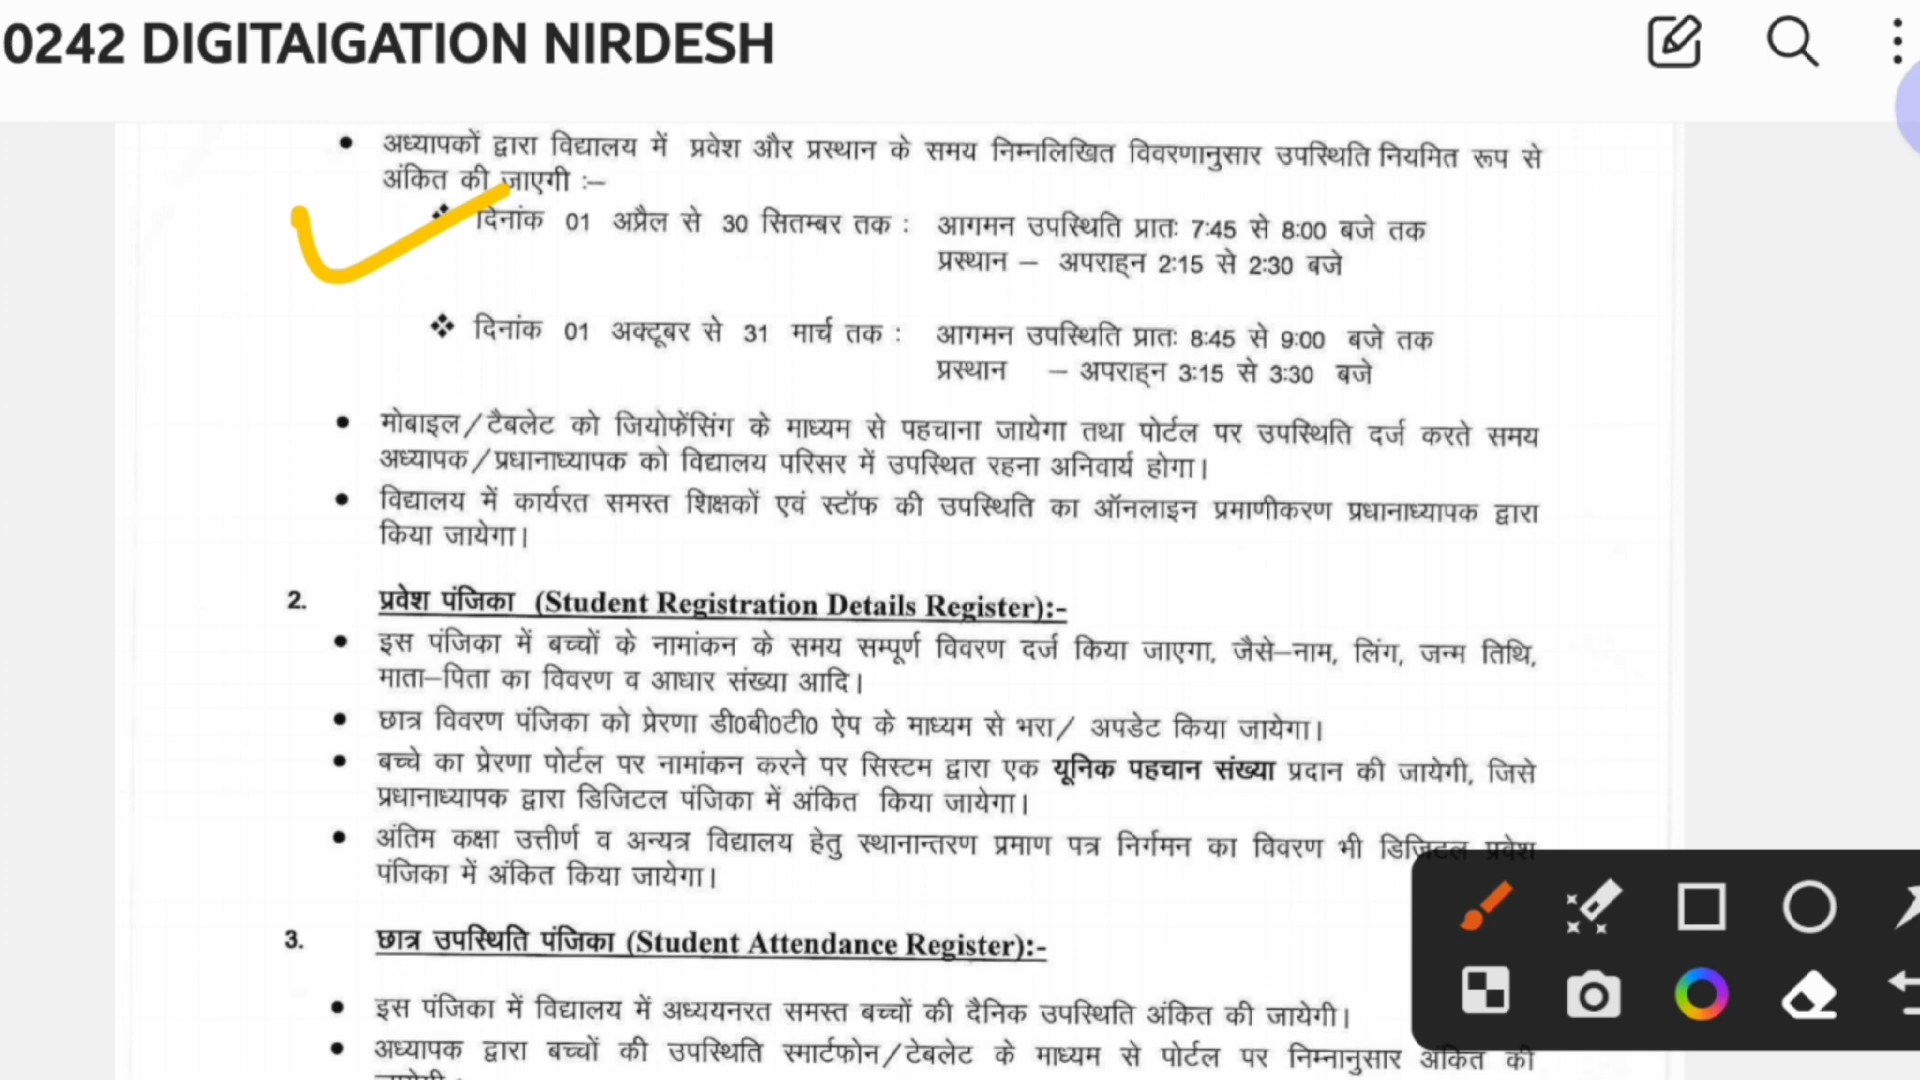 0242 DIGITAIGATION NIRDESH
• अध्यापकों द्वारा विद्यालय में प्रवेश और प्रस्थान के समय निम्नलिखित विवरणानुसार उपस्थिति नियमित रूप से
अंकित की जाएगी :–
❖ दिनांक 01 अप्रैल से 30 सितम्बर तक : आगमन उपस्थिति प्रातः 7:45 से 8:00 बजे तक
प्रस्थान – अपराह्न 2:15 से 2:30 बजे
❖ दिनांक 01 अक्टूबर से 31 मार्च तक : आगमन उपस्थिति प्रातः 8:45 से 9:00 बजे तक
प्रस्थान – अपराह्न 3:15 से 3:30 बजे
• मोबाइल/टैबलेट को जियोफेंसिंग के माध्यम से पहचाना जायेगा तथा पोर्टल पर उपस्थिति दर्ज करते समय
अध्यापक/प्रधानाध्यापक को विद्यालय परिसर में उपस्थित रहना अनिवार्य होगा।
• विद्यालय में कार्यरत समस्त शिक्षकों एवं स्टॉफ की उपस्थिति का ऑनलाइन प्रमाणीकरण प्रधानाध्यापक द्वारा
किया जायेगा।
2. प्रवेश पंजिका (Student Registration Details Register):-
• इस पंजिका में बच्चों के नामांकन के समय सम्पूर्ण विवरण दर्ज किया जाएगा, जैसे–नाम, लिंग, जन्म तिथि,
माता–पिता का विवरण व आधार संख्या आदि।
• छात्र विवरण पंजिका को प्रेरणा डी0बी0टी0 ऐप के माध्यम से भरा/ अपडेट किया जायेगा।
• बच्चे का प्रेरणा पोर्टल पर नामांकन करने पर सिस्टम द्वारा एक यूनिक पहचान संख्या प्रदान की जायेगी, जिसे
प्रधानाध्यापक द्वारा डिजिटल पंजिका में अंकित किया जायेगा।
• अंतिम कक्षा उत्तीर्ण व अन्यत्र विद्यालय हेतु स्थानान्तरण प्रमाण पत्र निर्गमन का विवरण भी डिजिटल प्रवेश
पंजिका में अंकित किया जायेगा।
3. छात्र उपस्थिति पंजिका (Student Attendance Register):-
• इस पंजिका में विद्यालय में अध्ययनरत समस्त बच्चों की दैनिक उपस्थिति अंकित की जायेगी।
• अध्यापक द्वारा बच्चों की उपस्थिति स्मार्टफोन/टेबलेट के माध्यम से पोर्टल पर निम्नानुसार अंकित की